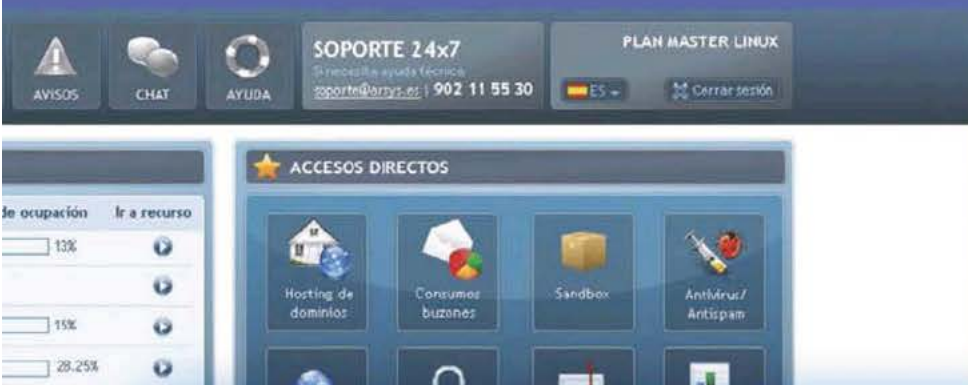 AVISOS
CHAT
AYUDA
SOPORTE 24x7
Si necesita ayuda técnica
soporte@arsys.es | 902 11 55 30
PLAN MASTER LINUX
ES
Cerrar sesión
de ocupación Ir a recurso
13%
15%
28.25%
ACCESOS DIRECTOS
Hosting de
dominios
Consumos
buzones
Sandbox
Antivirus/
Antispam